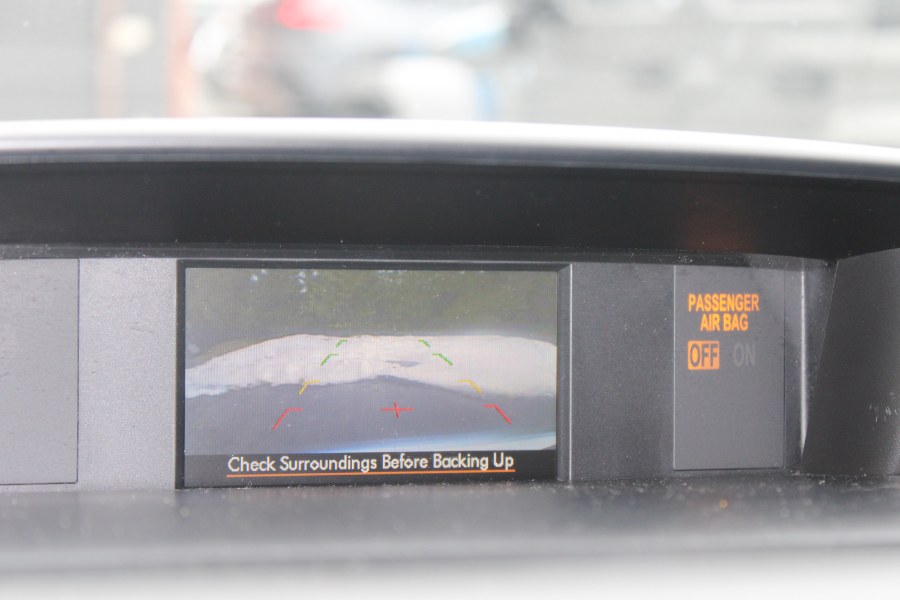 Check Surroundings Before Backing Up
PASSENGER
AIR BAG
OFF ON